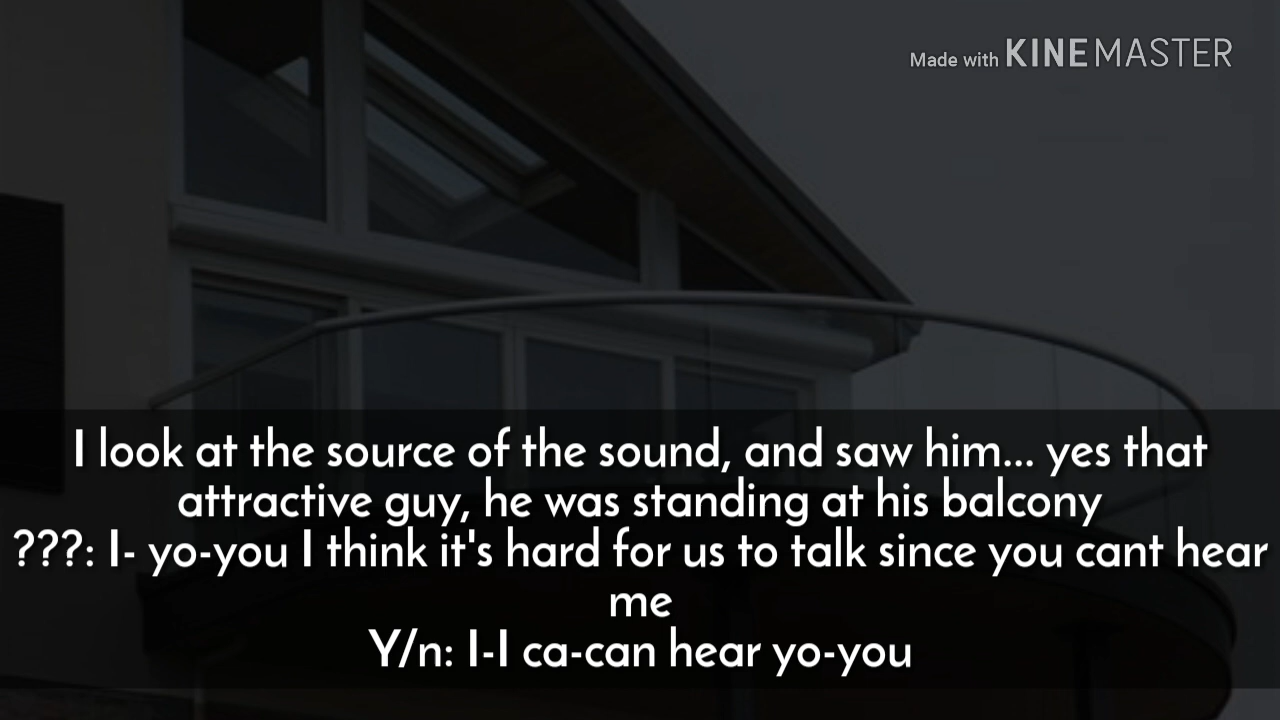 Made with KINEMASTER
I look at the source of the sound, and saw him... yes that
attractive guy, he was standing at his balcony
???: I- yo-you I think it's hard for us to talk since you cant hear
me
Y/n: I-I ca-can hear yo-you